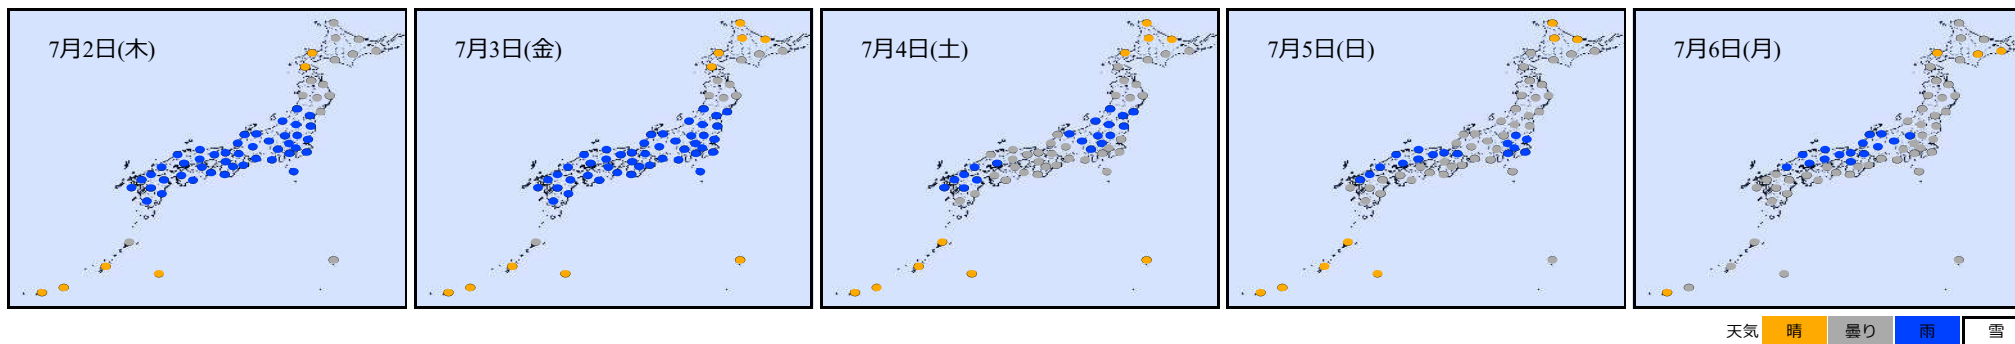 7月2日(木)
7月3日(金)
7月4日(土)
7月5日(日)
7月6日(月)
天気 晴 曇り 雨 雪